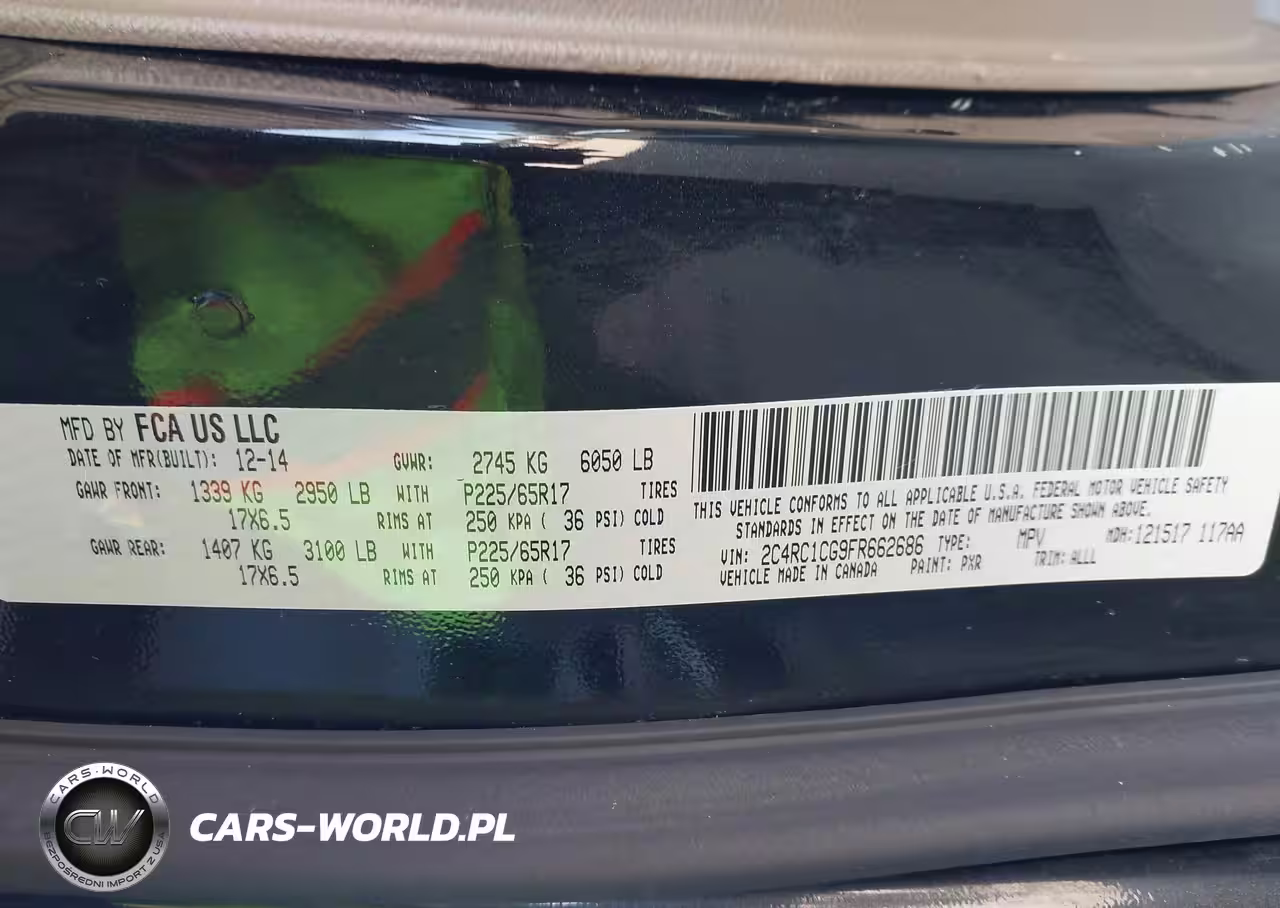 MFD BY FCA US LLC
DATE OF MFR(BUILT): 12-14 GVWR: 2745 KG 6050 LB
GAWR FRONT: 1339 KG 2950 LB WITH P225/65R17 TIRES
17X6.5 RIMS AT 250 KPA ( 36 PSI) COLD
GAWR REAR: 1407 KG 3100 LB WITH P225/65R17 TIRES
17X6.5 RIMS AT 250 KPA ( 36 PSI) COLD
THIS VEHICLE CONFORMS TO ALL APPLICABLE U.S.A. FEDERAL MOTOR VEHICLE SAFETY
STANDARDS IN EFFECT ON THE DATE OF MANUFACTURE SHOWN ABOVE.
VIN: 2C4RC1CG9FR662686 TYPE: MPV MDH:121517 117AA
VEHICLE MADE IN CANADA PAINT: PXR TRIM: ALLL
CARS-WORLD
CW
BEZPOŚREDNI IMPORT Z USA
CARS-WORLD.PL